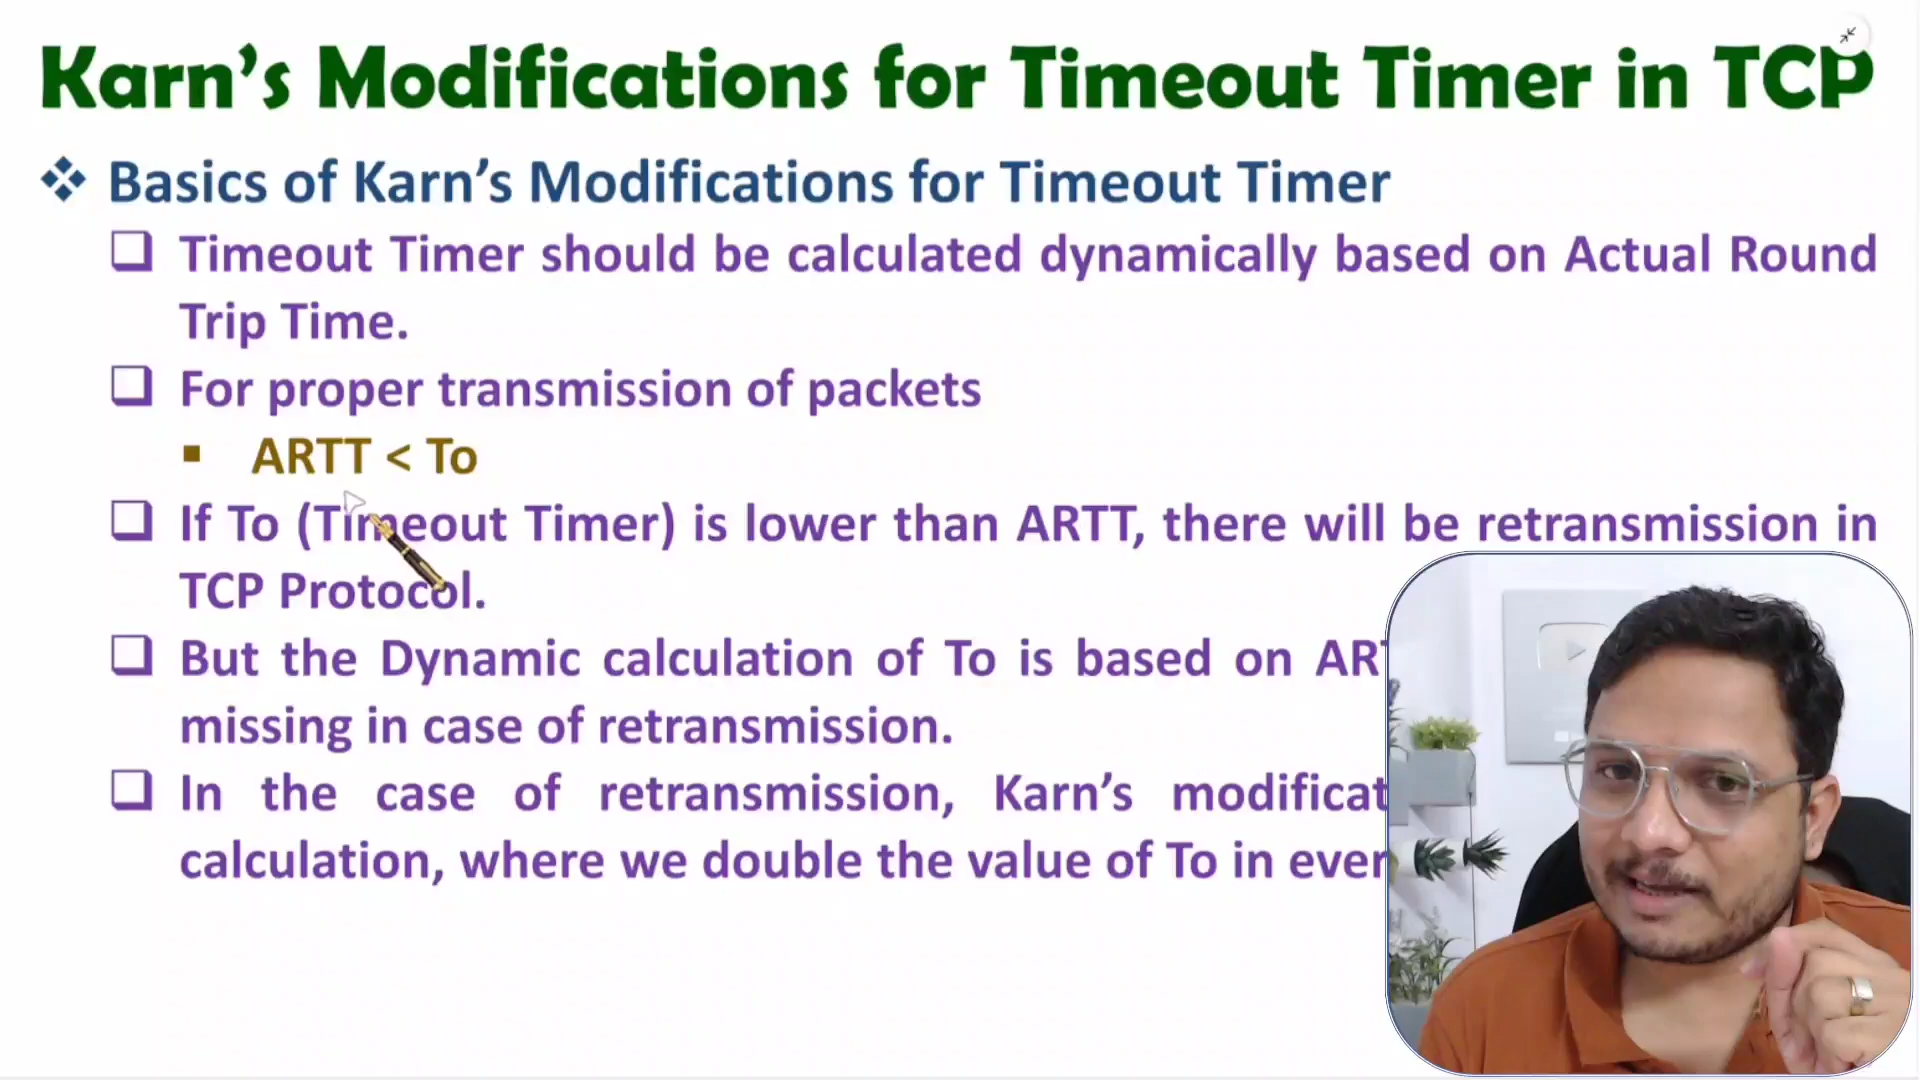 Karn's Modifications for Timeout Timer in TCP
Basics of Karn's Modifications for Timeout Timer
Timeout Timer should be calculated dynamically based on Actual Round
Trip Time.
For proper transmission of packets
ARTT < To
If To (Timeout Timer) is lower than ARTT, there will be retransmission in
TCP Protocol.
But the Dynamic calculation of To is based on
missing in case of retransmission.
In the case of retransmission, Karn's
calculation, where we double the value of To in